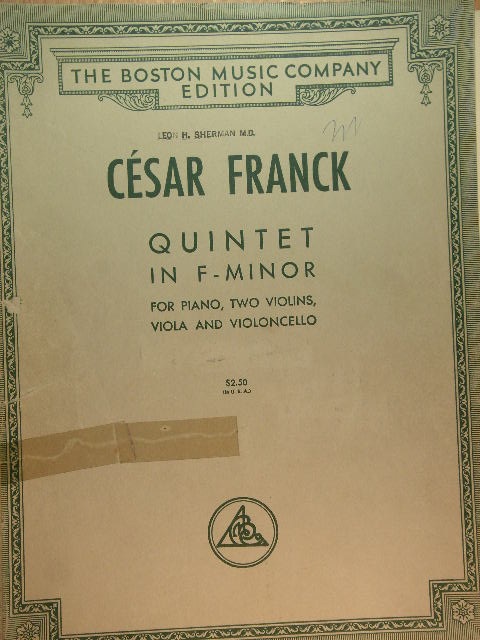 THE BOSTON MUSIC COMPANY
EDITION
LEON H. SHERMAN M.D.
CÉSAR FRANCK
QUINTET
IN F-MINOR
FOR PIANO, TWO VIOLINS,
VIOLA AND VIOLONCELLO
$2.50
(IN U. S. A.)